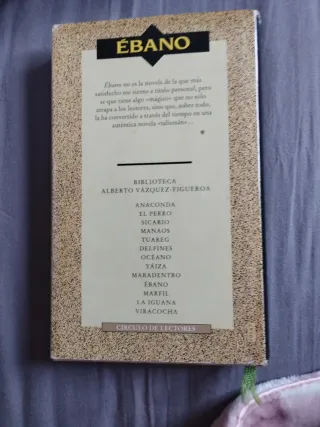 ÉBANO
Ébano no es la novela de la que más
satisfecho me siento a título personal, pero
sé que tiene algo «mágico» que no sólo
atrapa a los lectores, sino que, sobre todo,
la ha convertido a través del tiempo en una
auténtica novela «talismán»...
BIBLIOTECA
ALBERTO VÁZQUEZ-FIGUEROA
ANACONDA
EL PERRO
SICARIO
MANAOS
TUAREG
DELFINES
OCÉANO
YÁIZA
MARADENTRO
ÉBANO
MARFIL
LA IGUANA
VIRACOCHA
CÍRCULO DE LECTORES